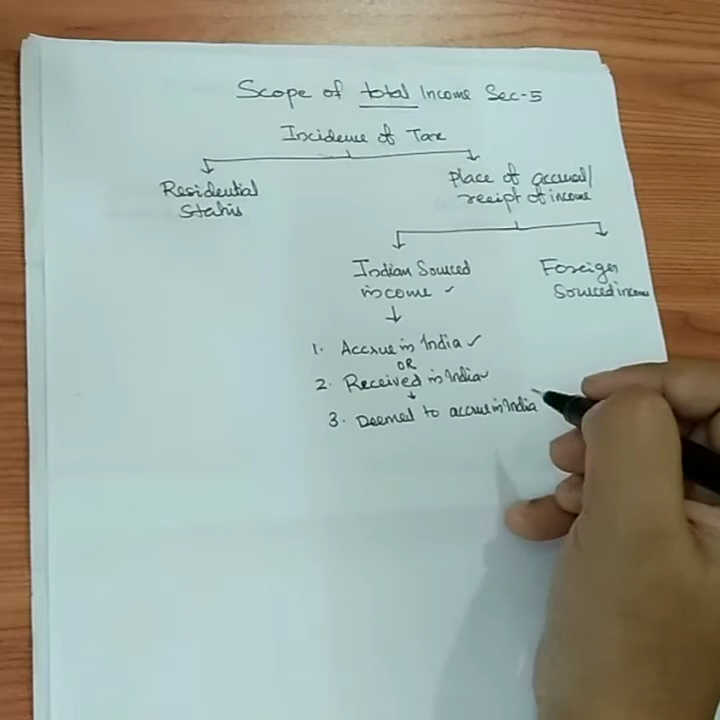 Scope of total Income Sec-5
Incidence of Tax
Residential
Status
Place of accrual/
receipt of income
Indian Sourced
income ✓
Foreign
Sourced income
1. Accrue in India ✓
OR
2. Received in India ✓
3. Deemed to accrue in India